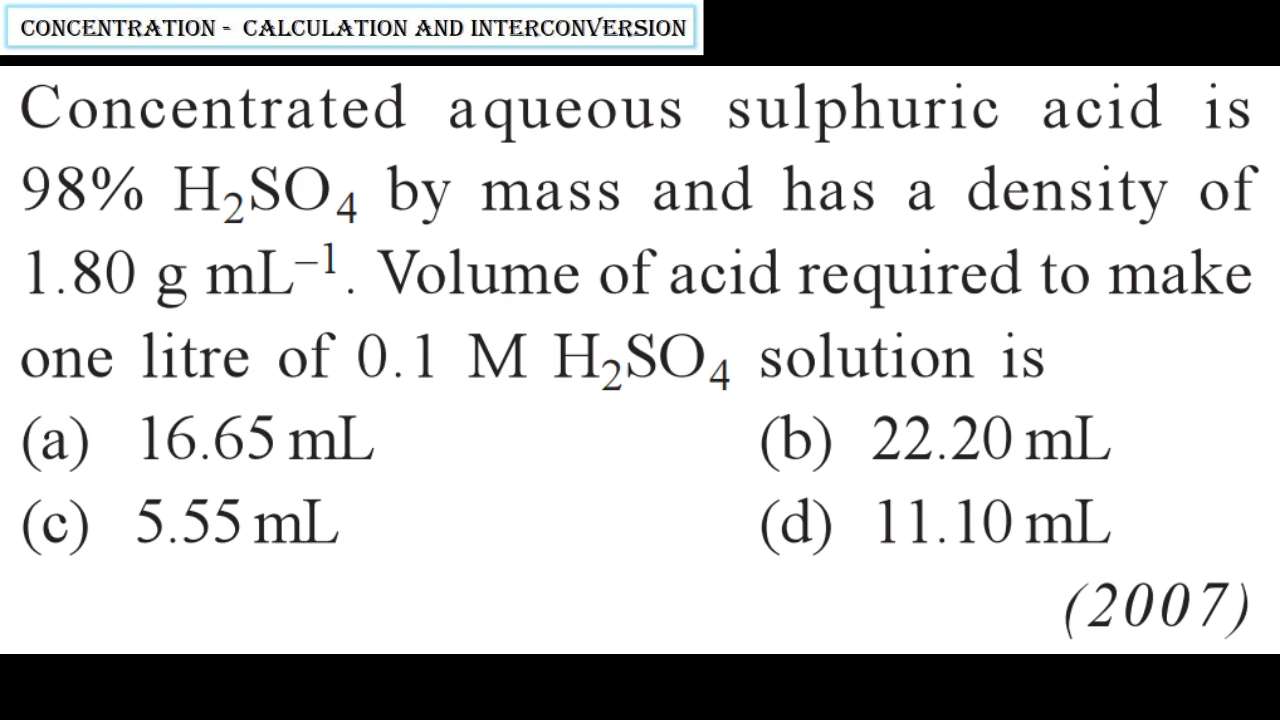 CONCENTRATION - CALCULATION AND INTERCONVERSION
Concentrated aqueous sulphuric acid is
98% H₂SO₄ by mass and has a density of
1.80 g mL⁻¹. Volume of acid required to make
one litre of 0.1 M H₂SO₄ solution is
(a) 16.65 mL (b) 22.20 mL
(c) 5.55 mL (d) 11.10 mL
(2007)